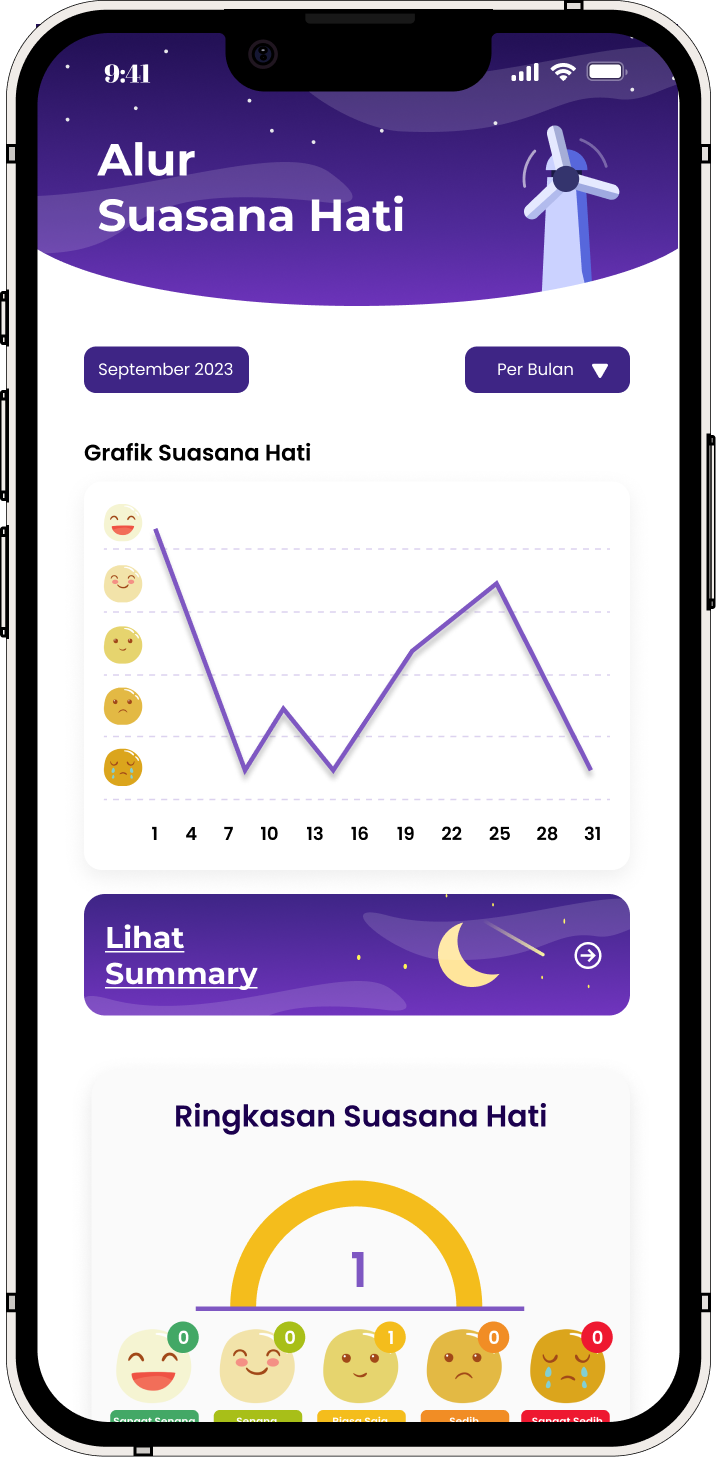 9:41
Alur
Suasana Hati
September 2023
Per Bulan
Grafik Suasana Hati
1 4 7 10 13 16 19 22 25 28 31
Lihat
Summary
Ringkasan Suasana Hati
1
0 0 1 0 0
Sangat Senang Senang Biasa Saja Sedih Sangat Sedih